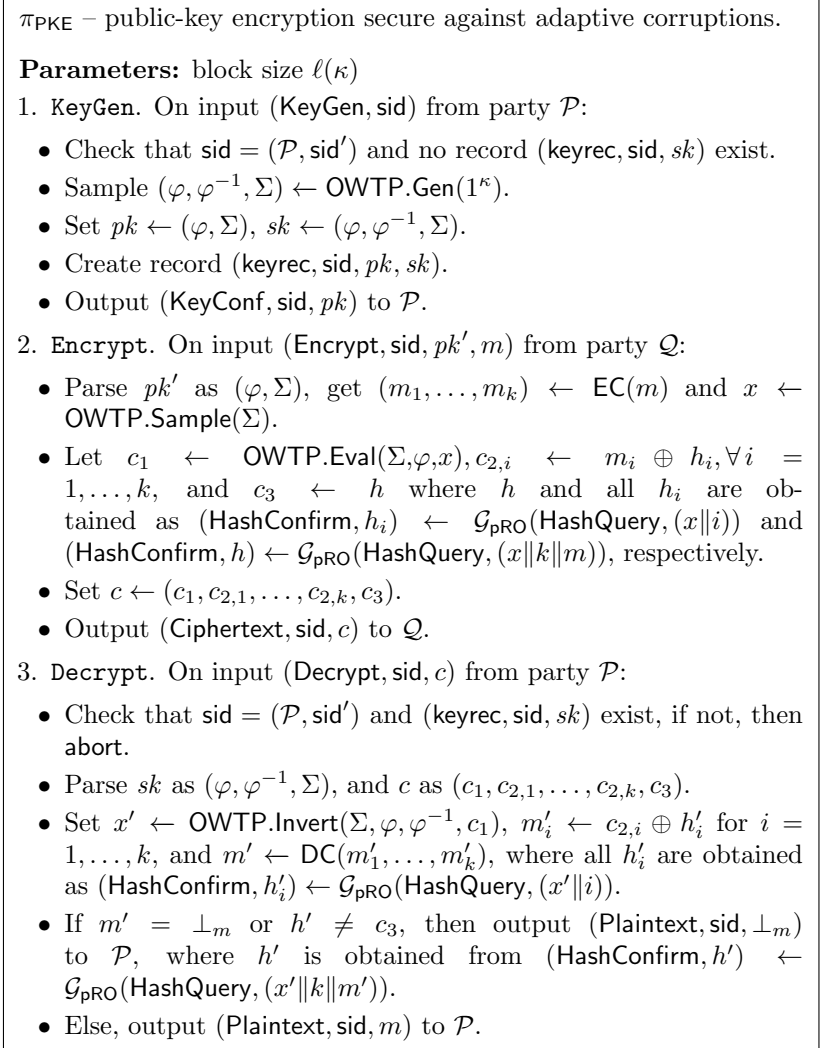 π_PKE – public-key encryption secure against adaptive corruptions.
Parameters: block size ℓ(κ)
1. KeyGen. On input (KeyGen, sid) from party 𝒫:
• Check that sid = (𝒫, sid′) and no record (keyrec, sid, sk) exist.
• Sample (φ, φ⁻¹, Σ) ← OWTP.Gen(1^κ).
• Set pk ← (φ, Σ), sk ← (φ, φ⁻¹, Σ).
• Create record (keyrec, sid, pk, sk).
• Output (KeyConf, sid, pk) to 𝒫.
2. Encrypt. On input (Encrypt, sid, pk′, m) from party 𝒬:
• Parse pk′ as (φ, Σ), get (m₁, . . . , m_k) ← EC(m) and x ←
OWTP.Sample(Σ).
• Let c₁ ← OWTP.Eval(Σ,φ,x), c_{2,i} ← m_i ⊕ h_i, ∀ i =
1, . . . , k, and c₃ ← h where h and all h_i are ob-
tained as (HashConfirm, h_i) ← 𝒢_pRO(HashQuery, (x‖i)) and
(HashConfirm, h) ← 𝒢_pRO(HashQuery, (x‖k‖m)), respectively.
• Set c ← (c₁, c_{2,1}, . . . , c_{2,k}, c₃).
• Output (Ciphertext, sid, c) to 𝒬.
3. Decrypt. On input (Decrypt, sid, c) from party 𝒫:
• Check that sid = (𝒫, sid′) and (keyrec, sid, sk) exist, if not, then
abort.
• Parse sk as (φ, φ⁻¹, Σ), and c as (c₁, c_{2,1}, . . . , c_{2,k}, c₃).
• Set x′ ← OWTP.Invert(Σ, φ, φ⁻¹, c₁), m′_i ← c_{2,i} ⊕ h′_i for i =
1, . . . , k, and m′ ← DC(m′₁, . . . , m′_k), where all h′_i are obtained
as (HashConfirm, h′_i) ← 𝒢_pRO(HashQuery, (x′‖i)).
• If m′ = ⊥_m or h′ ≠ c₃, then output (Plaintext, sid, ⊥_m)
to 𝒫, where h′ is obtained from (HashConfirm, h′) ←
𝒢_pRO(HashQuery, (x′‖k‖m′)).
• Else, output (Plaintext, sid, m) to 𝒫.